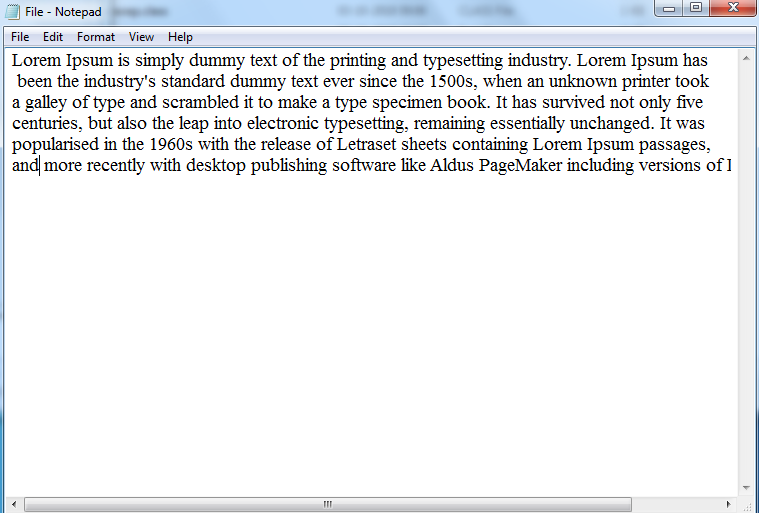 File - Notepad
File Edit Format View Help
Lorem Ipsum is simply dummy text of the printing and typesetting industry. Lorem Ipsum has
been the industry's standard dummy text ever since the 1500s, when an unknown printer took
a galley of type and scrambled it to make a type specimen book. It has survived not only five
centuries, but also the leap into electronic typesetting, remaining essentially unchanged. It was
popularised in the 1960s with the release of Letraset sheets containing Lorem Ipsum passages,
and more recently with desktop publishing software like Aldus PageMaker including versions of